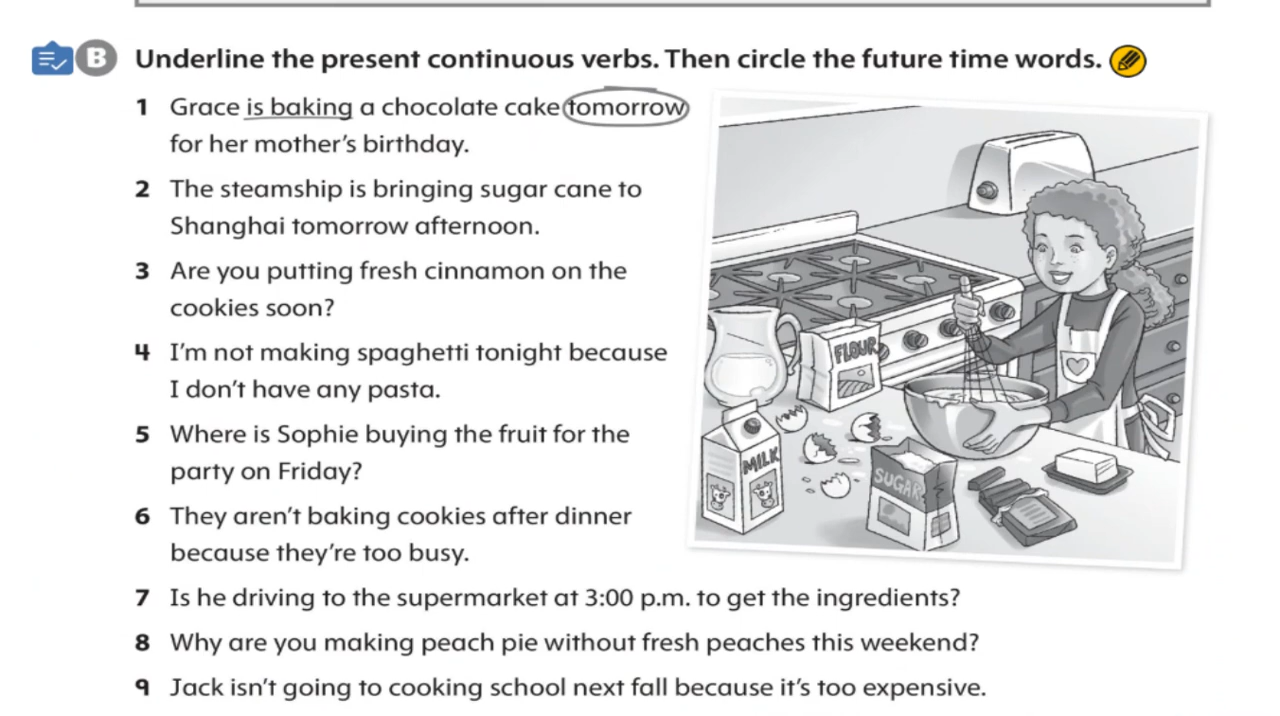 B Underline the present continuous verbs. Then circle the future time words.
1 Grace is baking a chocolate cake tomorrow
for her mother's birthday.
2 The steamship is bringing sugar cane to
Shanghai tomorrow afternoon.
3 Are you putting fresh cinnamon on the
cookies soon?
4 I'm not making spaghetti tonight because
I don't have any pasta.
5 Where is Sophie buying the fruit for the
party on Friday?
6 They aren't baking cookies after dinner
because they're too busy.
7 Is he driving to the supermarket at 3:00 p.m. to get the ingredients?
8 Why are you making peach pie without fresh peaches this weekend?
9 Jack isn't going to cooking school next fall because it's too expensive.
FLOUR
MILK
SUGAR